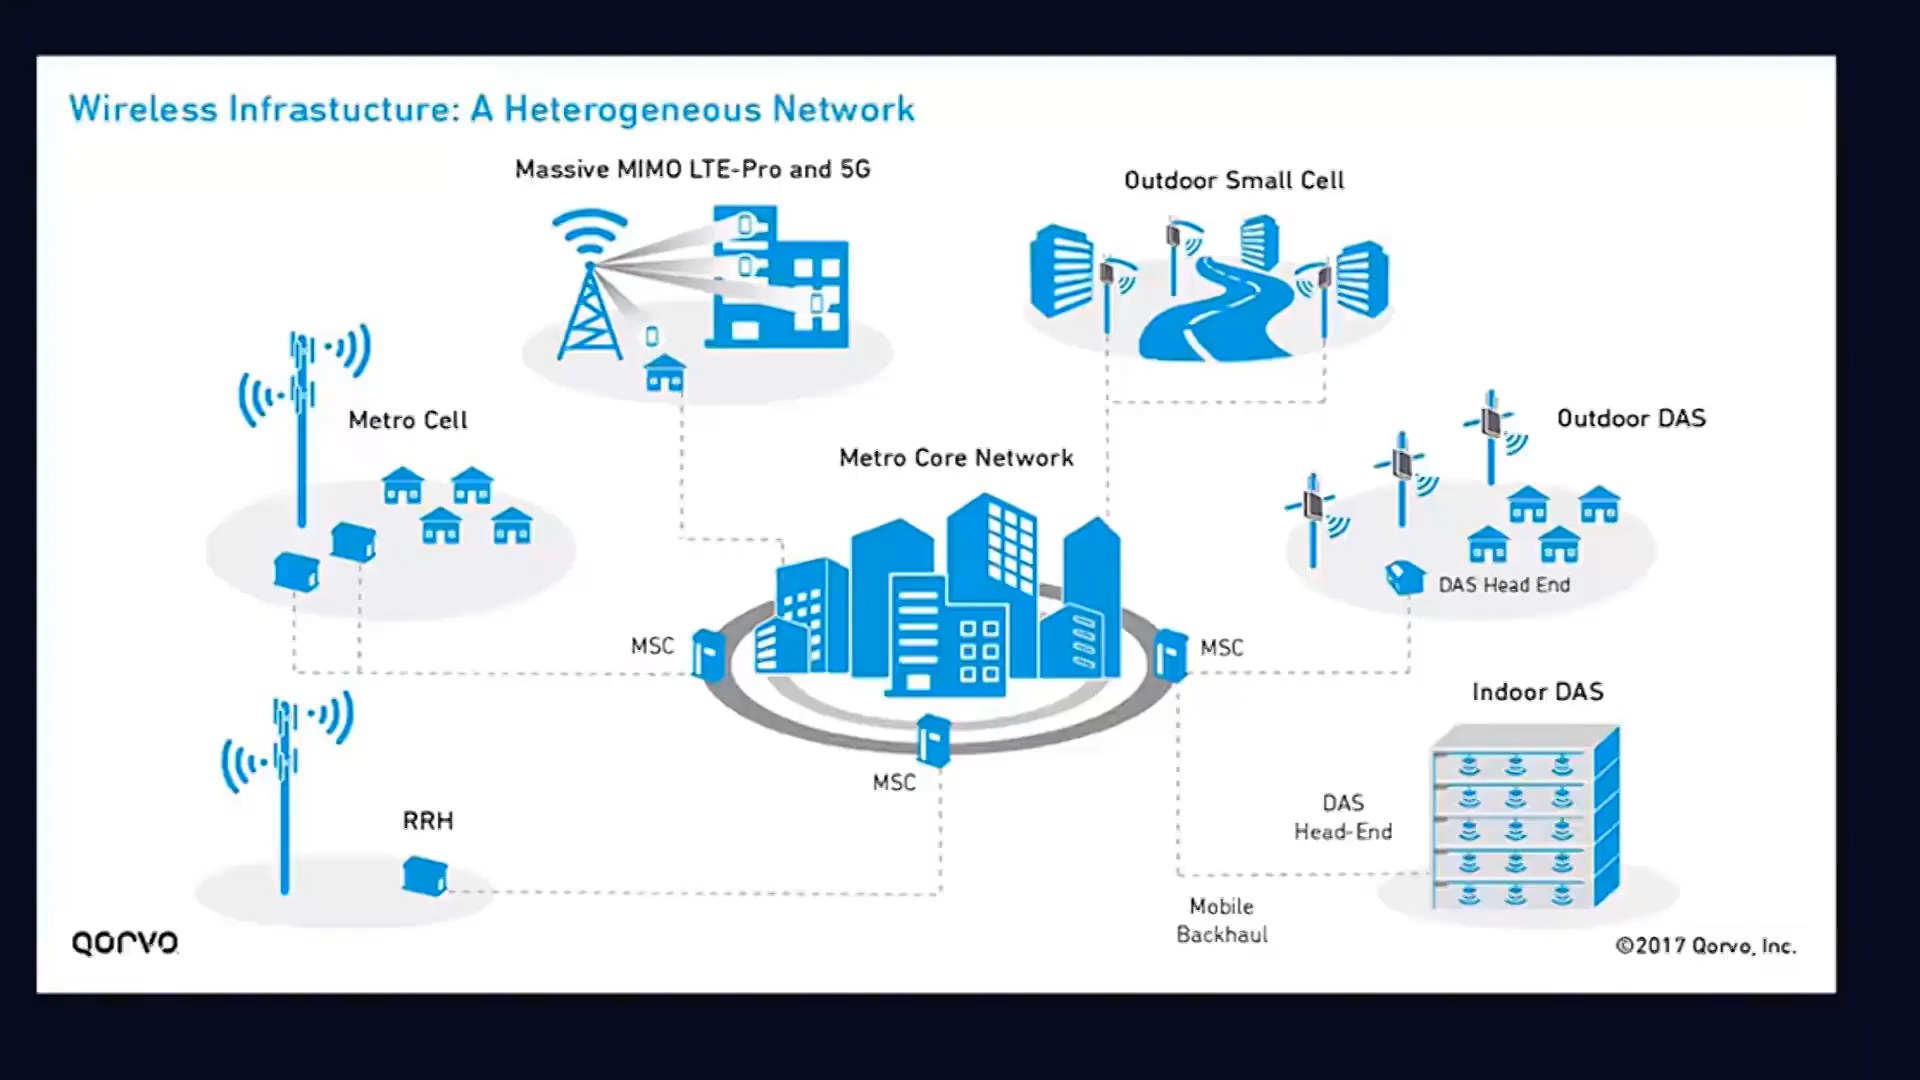 Wireless Infrastucture: A Heterogeneous Network
Massive MIMO LTE-Pro and 5G
Outdoor Small Cell
Metro Cell
Outdoor DAS
Metro Core Network
DAS Head End
MSC
MSC
Indoor DAS
MSC
DAS
Head-End
RRH
Mobile
Backhaul
QORVO
©2017 Qorvo, Inc.